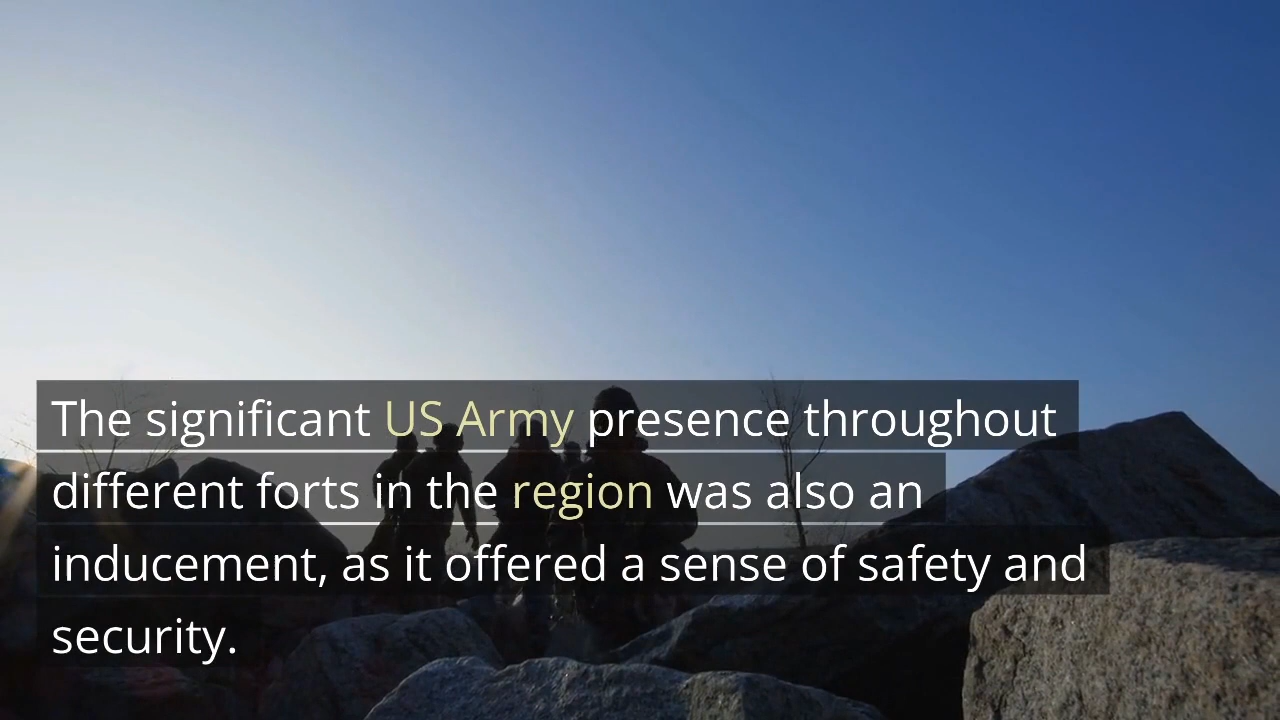 The significant US Army presence throughout
different forts in the region was also an
inducement, as it offered a sense of safety and
security.